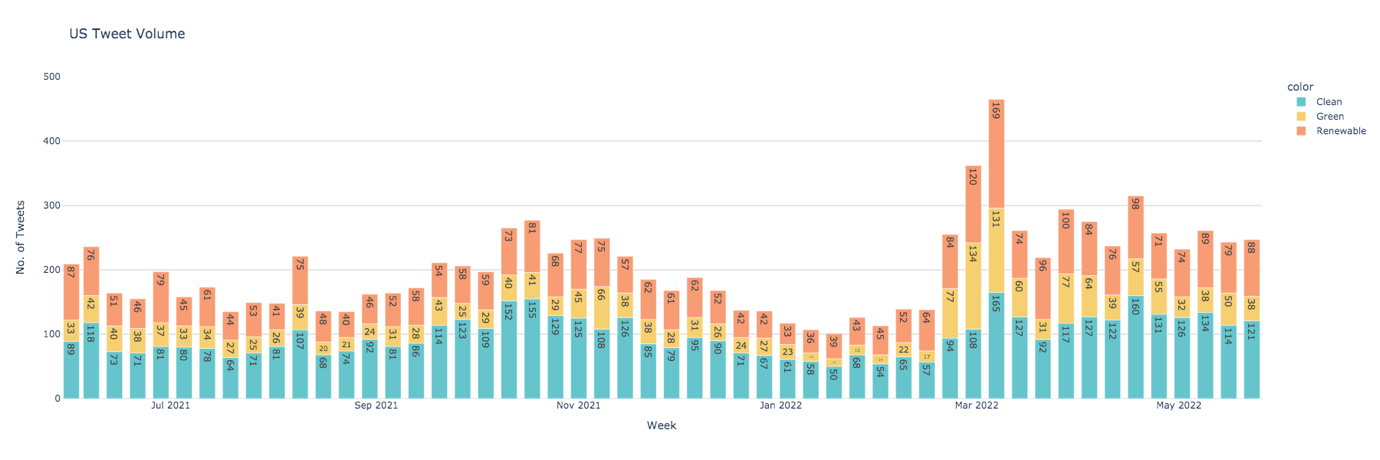 US Tweet Volume
500
400
300
200
100
0
No. of Tweets
87 76 51 46 79 45 61 44 53 41 75 48 40 46 52 58 54 58 59 73 81 68 77 75 57 62 61 62 52 42 42 33 36 39 43 45 52 64 84 120 169 74 96 100 84 76 98 71 74 89 79 88
33 42 40 38 37 33 34 27 25 26 39 20 21 24 31 28 43 25 29 40 41 29 45 66 38 38 28 31 26 24 27 23 22 17 77 134 131 60 31 77 64 39 57 55 32 38 50 38
89 118 73 71 81 80 78 64 71 81 107 68 74 92 81 86 114 123 109 152 155 129 125 108 126 85 79 95 90 71 67 61 58 50 68 54 65 57 94 108 165 127 92 117 127 122 160 131 126 134 114 121
Jul 2021 Sep 2021 Nov 2021 Jan 2022 Mar 2022 May 2022
Week
color
Clean
Green
Renewable